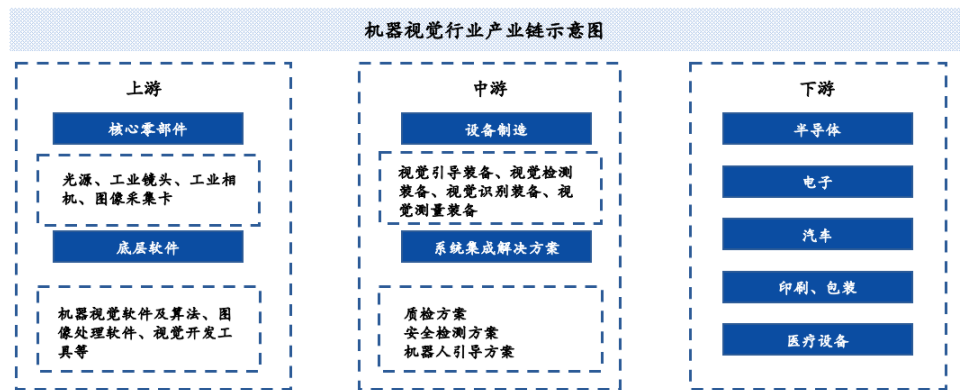 机器视觉行业产业链示意图
上游
核心零部件
光源、工业镜头、工业相
机、图像采集卡
底层软件
机器视觉软件及算法、图
像处理软件、视觉开发工
具等
中游
设备制造
视觉引导装备、视觉检测
装备、视觉识别装备、视
觉测量装备
系统集成解决方案
质检方案
安全检测方案
机器人引导方案
下游
半导体
电子
汽车
印刷、包装
医疗设备